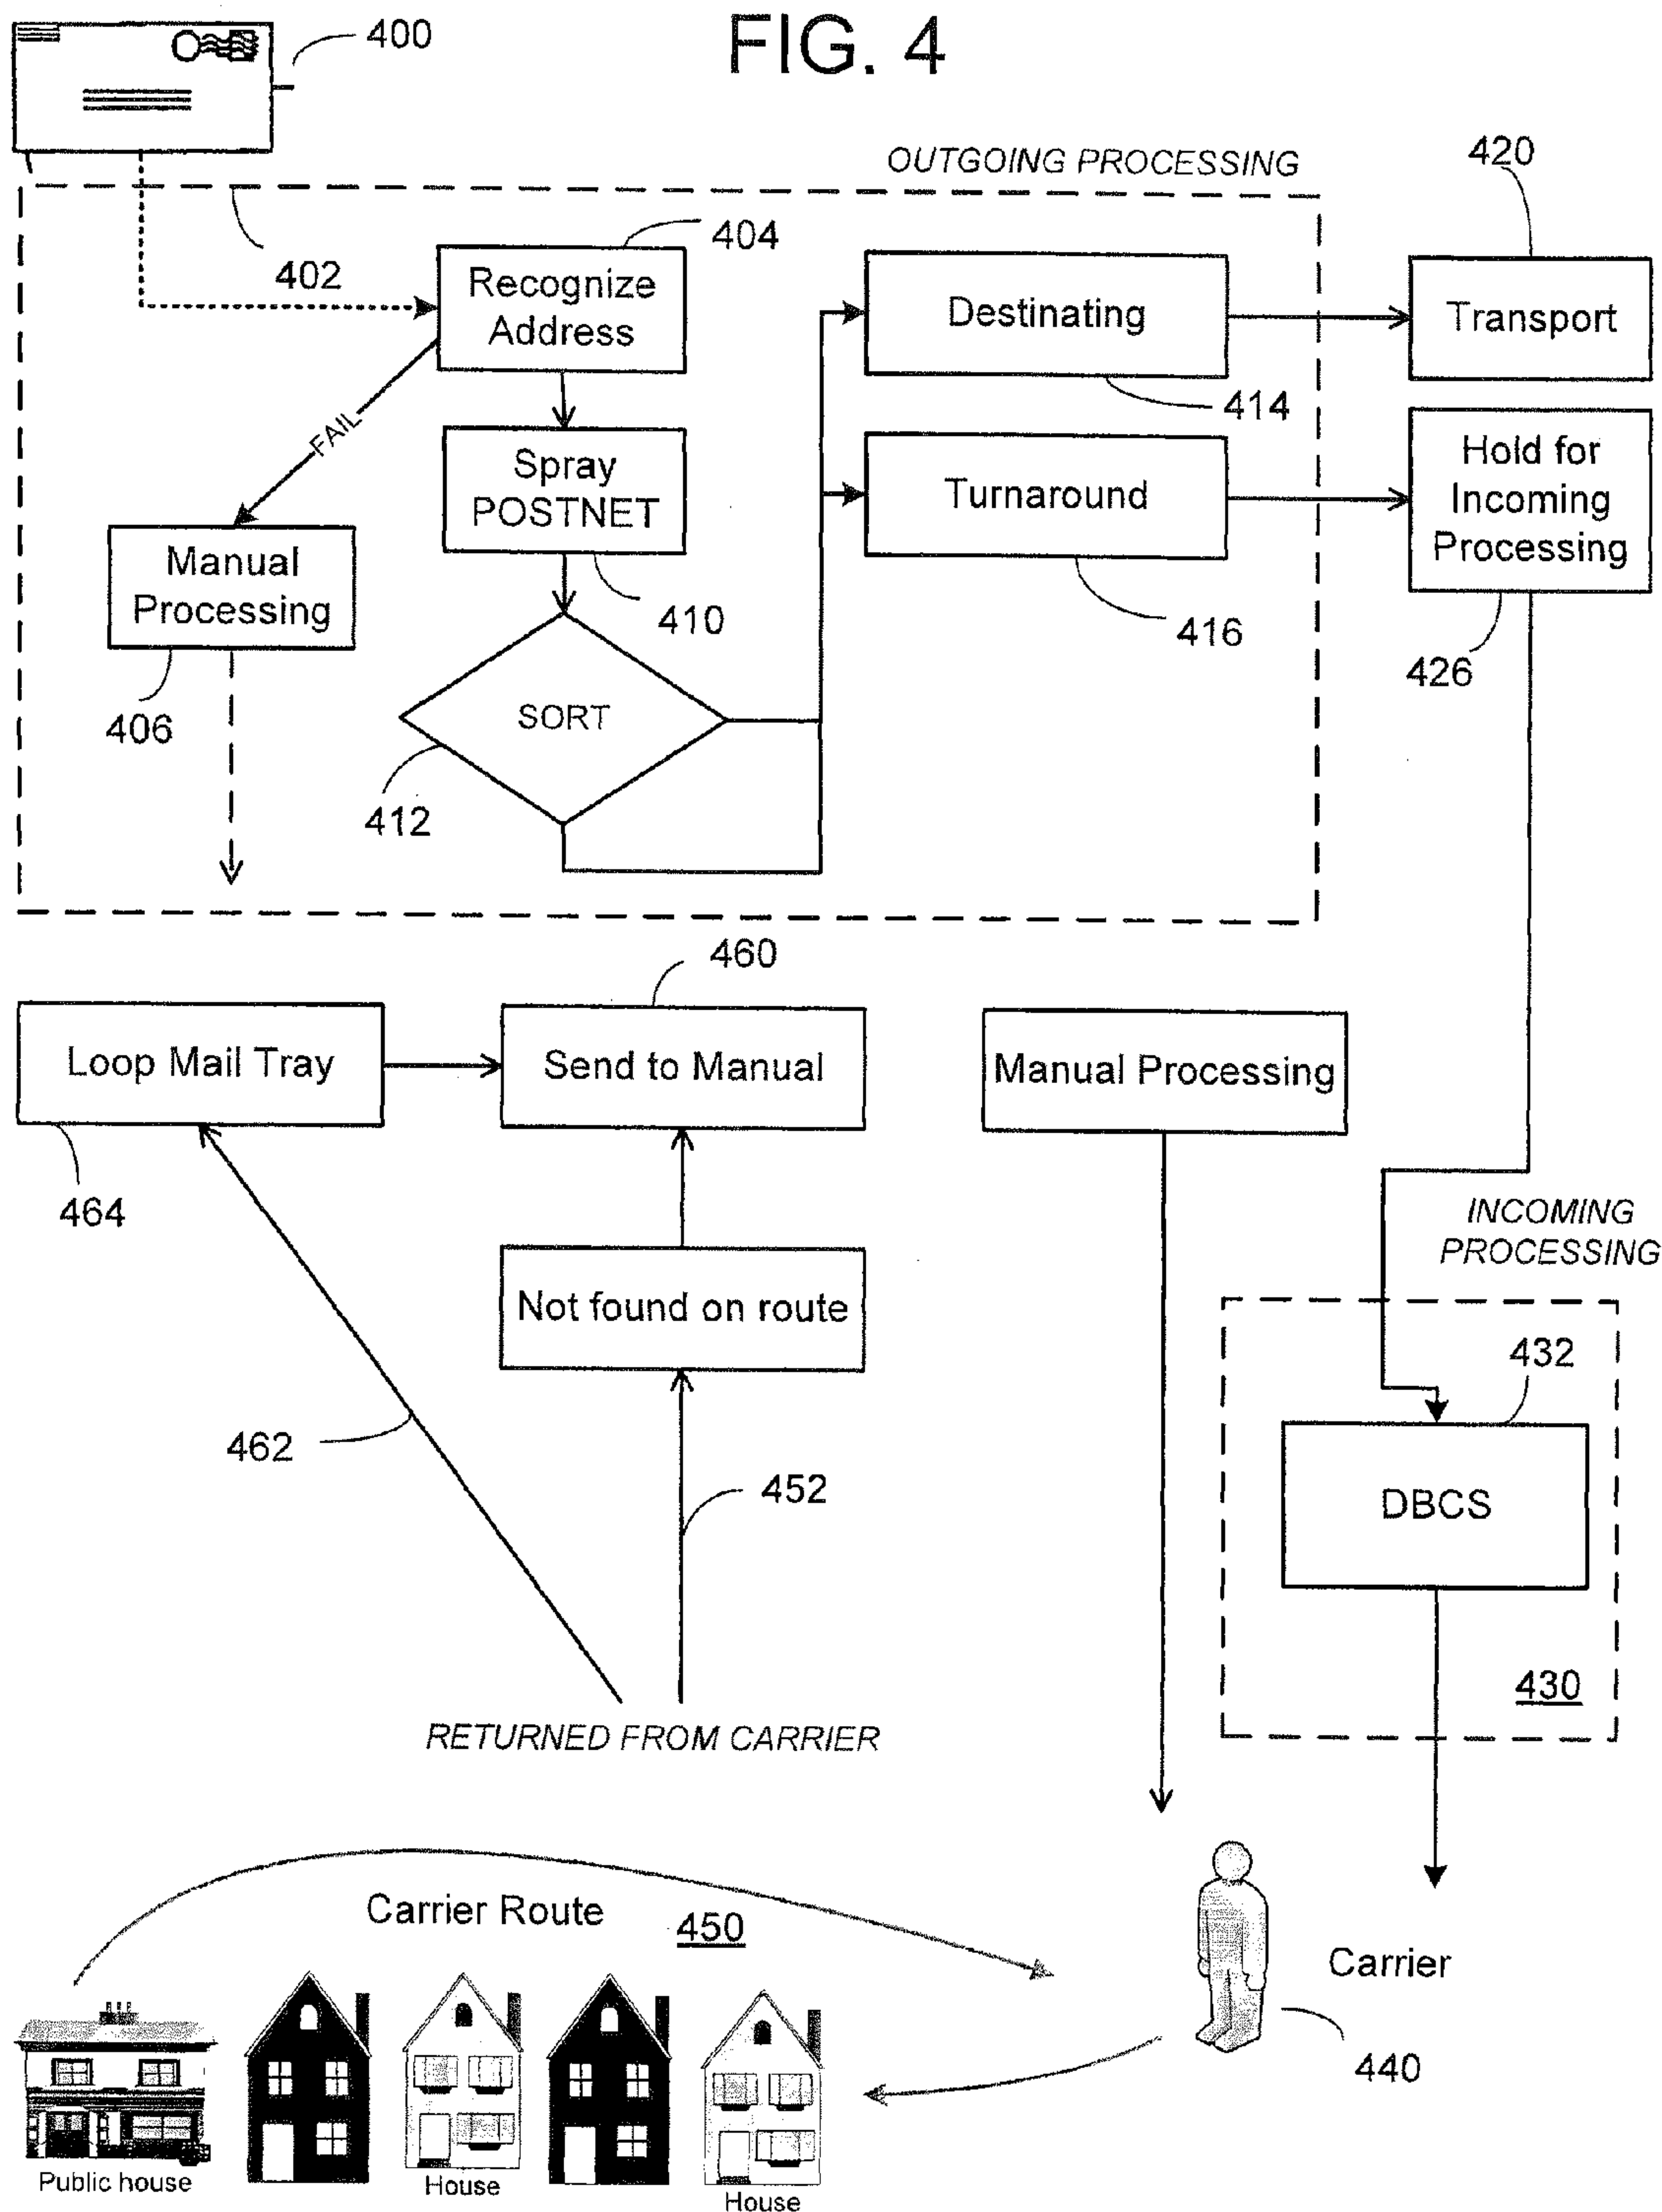 FIG. 4
400
OUTGOING PROCESSING
420
402
404
Recognize
Address
Destinating
414
Transport
FAIL
Spray
POSTNET
410
Turnaround
416
Hold for
Incoming
Processing
426
Manual
Processing
406
SORT
412
460
Loop Mail Tray
464
Send to Manual
Manual Processing
INCOMING
PROCESSING
Not found on route
432
462
452
DBCS
430
RETURNED FROM CARRIER
Carrier Route
450
Carrier
440
Public house
House
House